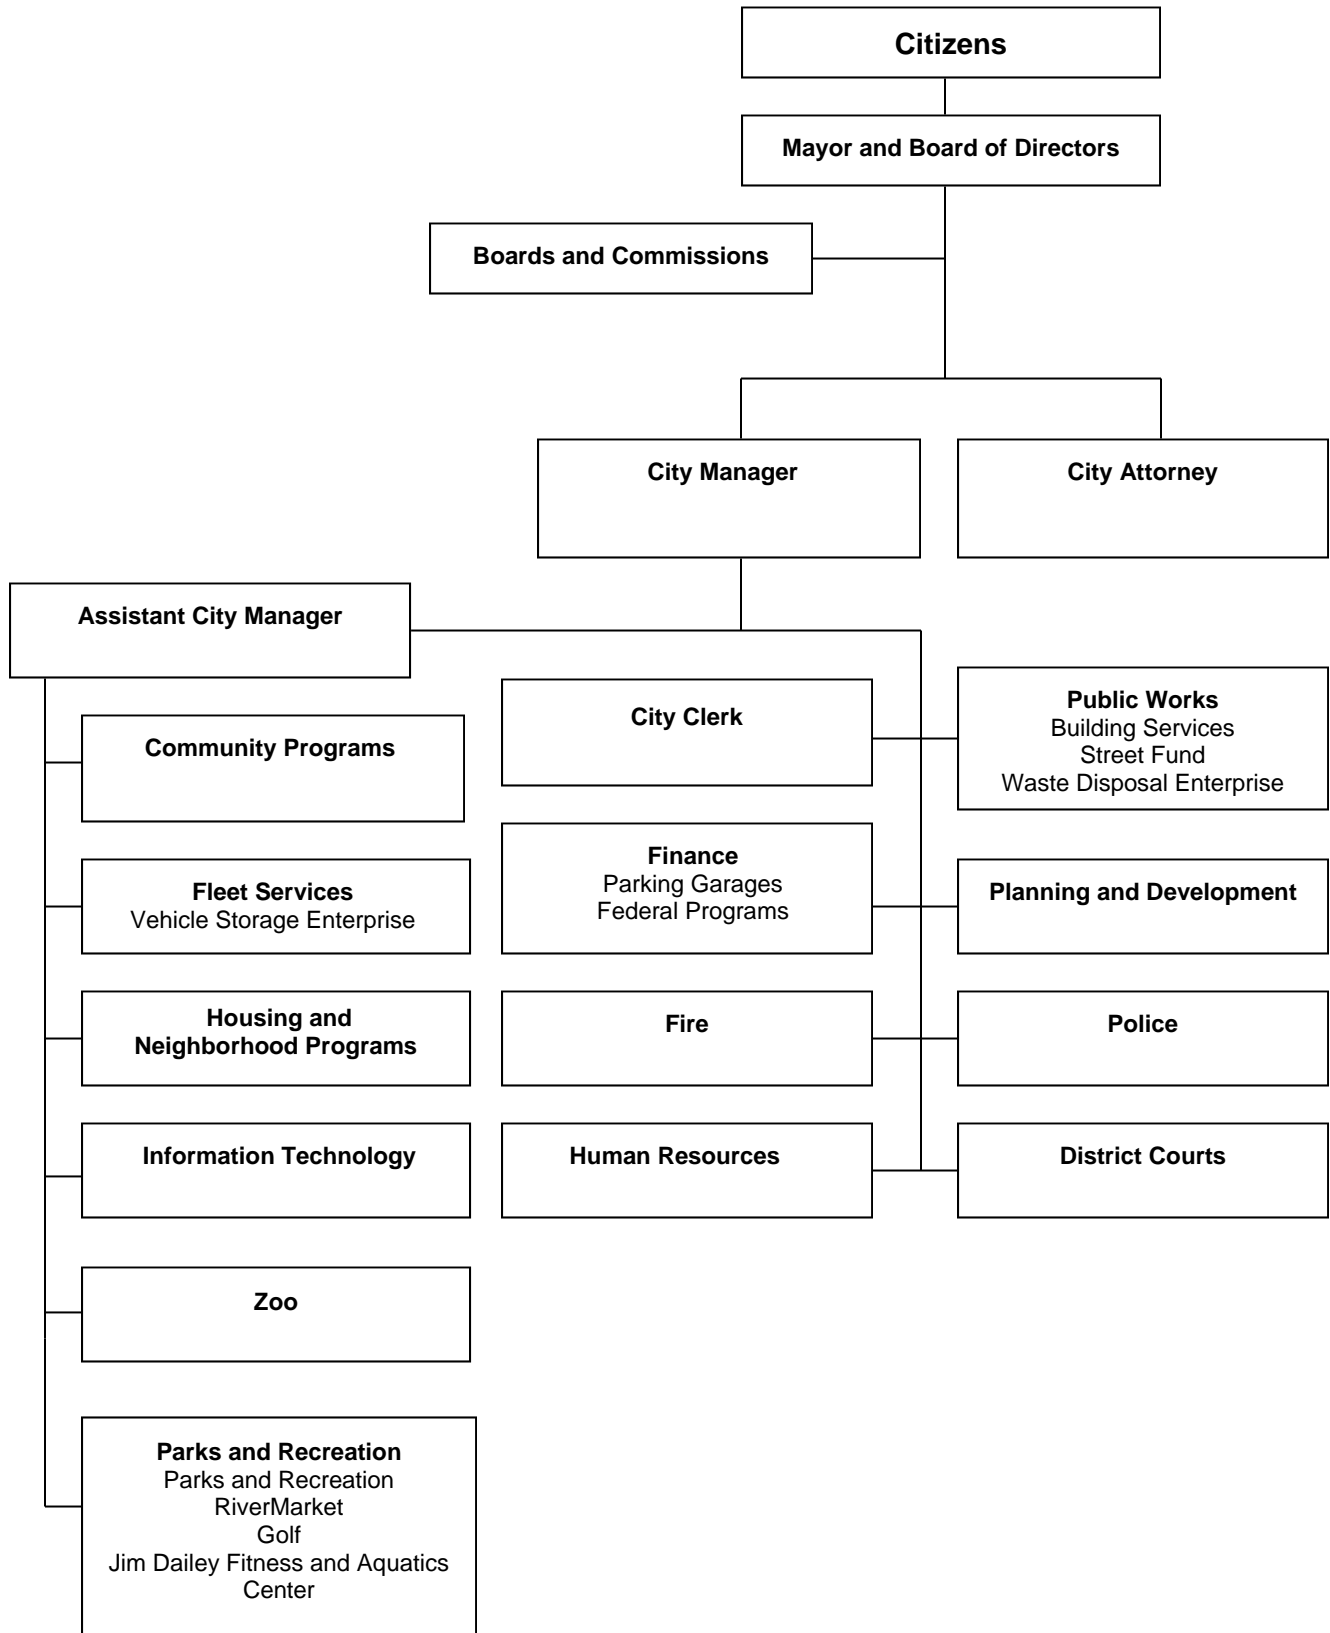 Citizens
Mayor and Board of Directors
Boards and Commissions
City Manager
City Attorney
Assistant City Manager
Community Programs
Fleet Services
Vehicle Storage Enterprise
Housing and
Neighborhood Programs
Information Technology
Zoo
Parks and Recreation
Parks and Recreation
RiverMarket
Golf
Jim Dailey Fitness and Aquatics
Center
City Clerk
Finance
Parking Garages
Federal Programs
Fire
Human Resources
Public Works
Building Services
Street Fund
Waste Disposal Enterprise
Planning and Development
Police
District Courts